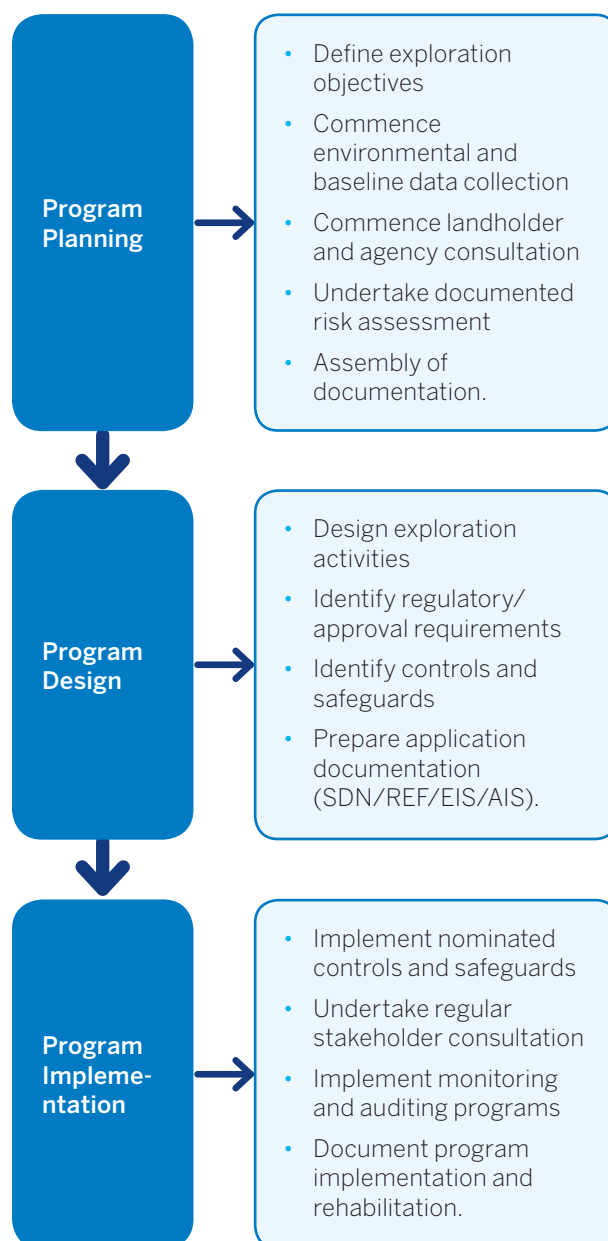 Program
Planning
• Define exploration
objectives
• Commence
environmental and
baseline data collection
• Commence landholder
and agency consultation
• Undertake documented
risk assessment
• Assembly of
documentation.
Program
Design
• Design exploration
activities
• Identify regulatory/
approval requirements
• Identify controls and
safeguards
• Prepare application
documentation
(SDN/REF/EIS/AIS).
Program
Impleme-
ntation
• Implement nominated
controls and safeguards
• Undertake regular
stakeholder consultation
• Implement monitoring
and auditing programs
• Document program
implementation and
rehabilitation.